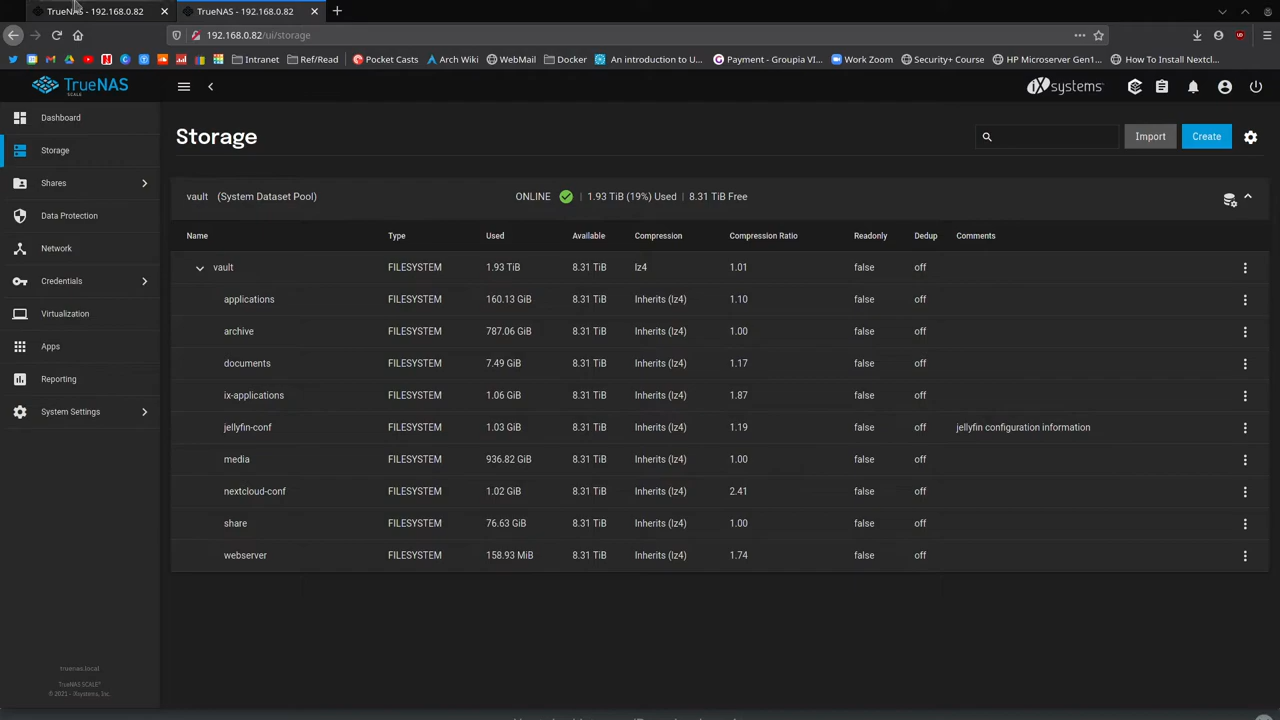 TrueNAS - 192.168.0.82
TrueNAS - 192.168.0.82
192.168.0.82/ui/storage
Intranet
Ref/Read
Pocket Casts
Arch Wiki
WebMail
Docker
An introduction to U...
Payment - Groupia VI...
Work Zoom
Security+ Course
HP Microserver Gen1...
How To Install Nextcl...
TrueNAS
SCALE
iXsystems
Dashboard
Storage
Shares
Data Protection
Network
Credentials
Virtualization
Apps
Reporting
System Settings
truenas.local
TrueNAS SCALE®
© 2021 - iXsystems, Inc.
Storage
Import
Create
vault (System Dataset Pool) ONLINE | 1.93 TiB (19%) Used | 8.31 TiB Free
Name Type Used Available Compression Compression Ratio Readonly Dedup Comments
vault FILESYSTEM 1.93 TiB 8.31 TiB lz4 1.01 false off
applications FILESYSTEM 160.13 GiB 8.31 TiB Inherits (lz4) 1.10 false off
archive FILESYSTEM 787.06 GiB 8.31 TiB Inherits (lz4) 1.00 false off
documents FILESYSTEM 7.49 GiB 8.31 TiB Inherits (lz4) 1.17 false off
ix-applications FILESYSTEM 1.06 GiB 8.31 TiB Inherits (lz4) 1.87 false off
jellyfin-conf FILESYSTEM 1.03 GiB 8.31 TiB Inherits (lz4) 1.19 false off jellyfin configuration information
media FILESYSTEM 936.82 GiB 8.31 TiB Inherits (lz4) 1.00 false off
nextcloud-conf FILESYSTEM 1.02 GiB 8.31 TiB Inherits (lz4) 2.41 false off
share FILESYSTEM 76.63 GiB 8.31 TiB Inherits (lz4) 1.00 false off
webserver FILESYSTEM 158.93 MiB 8.31 TiB Inherits (lz4) 1.74 false off